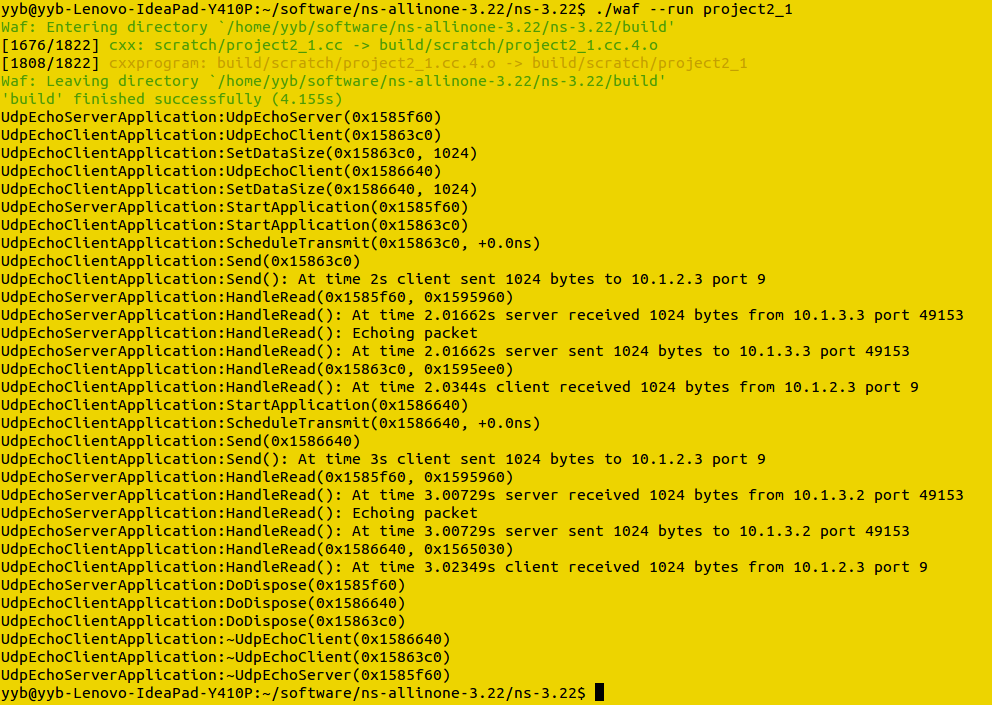 yyb@yyb-Lenovo-IdeaPad-Y410P:~/software/ns-allinone-3.22/ns-3.22$ ./waf --run project2_1
Waf: Entering directory `/home/yyb/software/ns-allinone-3.22/ns-3.22/build'
[1676/1822] cxx: scratch/project2_1.cc -> build/scratch/project2_1.cc.4.o
[1808/1822] cxxprogram: build/scratch/project2_1.cc.4.o -> build/scratch/project2_1
Waf: Leaving directory `/home/yyb/software/ns-allinone-3.22/ns-3.22/build'
'build' finished successfully (4.155s)
UdpEchoServerApplication:UdpEchoServer(0x1585f60)
UdpEchoClientApplication:UdpEchoClient(0x15863c0)
UdpEchoClientApplication:SetDataSize(0x15863c0, 1024)
UdpEchoClientApplication:UdpEchoClient(0x1586640)
UdpEchoClientApplication:SetDataSize(0x1586640, 1024)
UdpEchoServerApplication:StartApplication(0x1585f60)
UdpEchoClientApplication:StartApplication(0x15863c0)
UdpEchoClientApplication:ScheduleTransmit(0x15863c0, +0.0ns)
UdpEchoClientApplication:Send(0x15863c0)
UdpEchoClientApplication:Send(): At time 2s client sent 1024 bytes to 10.1.2.3 port 9
UdpEchoServerApplication:HandleRead(0x1585f60, 0x1595960)
UdpEchoServerApplication:HandleRead(): At time 2.01662s server received 1024 bytes from 10.1.3.3 port 49153
UdpEchoServerApplication:HandleRead(): Echoing packet
UdpEchoServerApplication:HandleRead(): At time 2.01662s server sent 1024 bytes to 10.1.3.3 port 49153
UdpEchoClientApplication:HandleRead(0x15863c0, 0x1595ee0)
UdpEchoClientApplication:HandleRead(): At time 2.0344s client received 1024 bytes from 10.1.2.3 port 9
UdpEchoClientApplication:StartApplication(0x1586640)
UdpEchoClientApplication:ScheduleTransmit(0x1586640, +0.0ns)
UdpEchoClientApplication:Send(0x1586640)
UdpEchoClientApplication:Send(): At time 3s client sent 1024 bytes to 10.1.2.3 port 9
UdpEchoServerApplication:HandleRead(0x1585f60, 0x1595960)
UdpEchoServerApplication:HandleRead(): At time 3.00729s server received 1024 bytes from 10.1.3.2 port 49153
UdpEchoServerApplication:HandleRead(): Echoing packet
UdpEchoServerApplication:HandleRead(): At time 3.00729s server sent 1024 bytes to 10.1.3.2 port 49153
UdpEchoClientApplication:HandleRead(0x1586640, 0x1565030)
UdpEchoClientApplication:HandleRead(): At time 3.02349s client received 1024 bytes from 10.1.2.3 port 9
UdpEchoServerApplication:DoDispose(0x1585f60)
UdpEchoClientApplication:DoDispose(0x1586640)
UdpEchoClientApplication:DoDispose(0x15863c0)
UdpEchoClientApplication:~UdpEchoClient(0x1586640)
UdpEchoClientApplication:~UdpEchoClient(0x15863c0)
UdpEchoServerApplication:~UdpEchoServer(0x1585f60)
yyb@yyb-Lenovo-IdeaPad-Y410P:~/software/ns-allinone-3.22/ns-3.22$